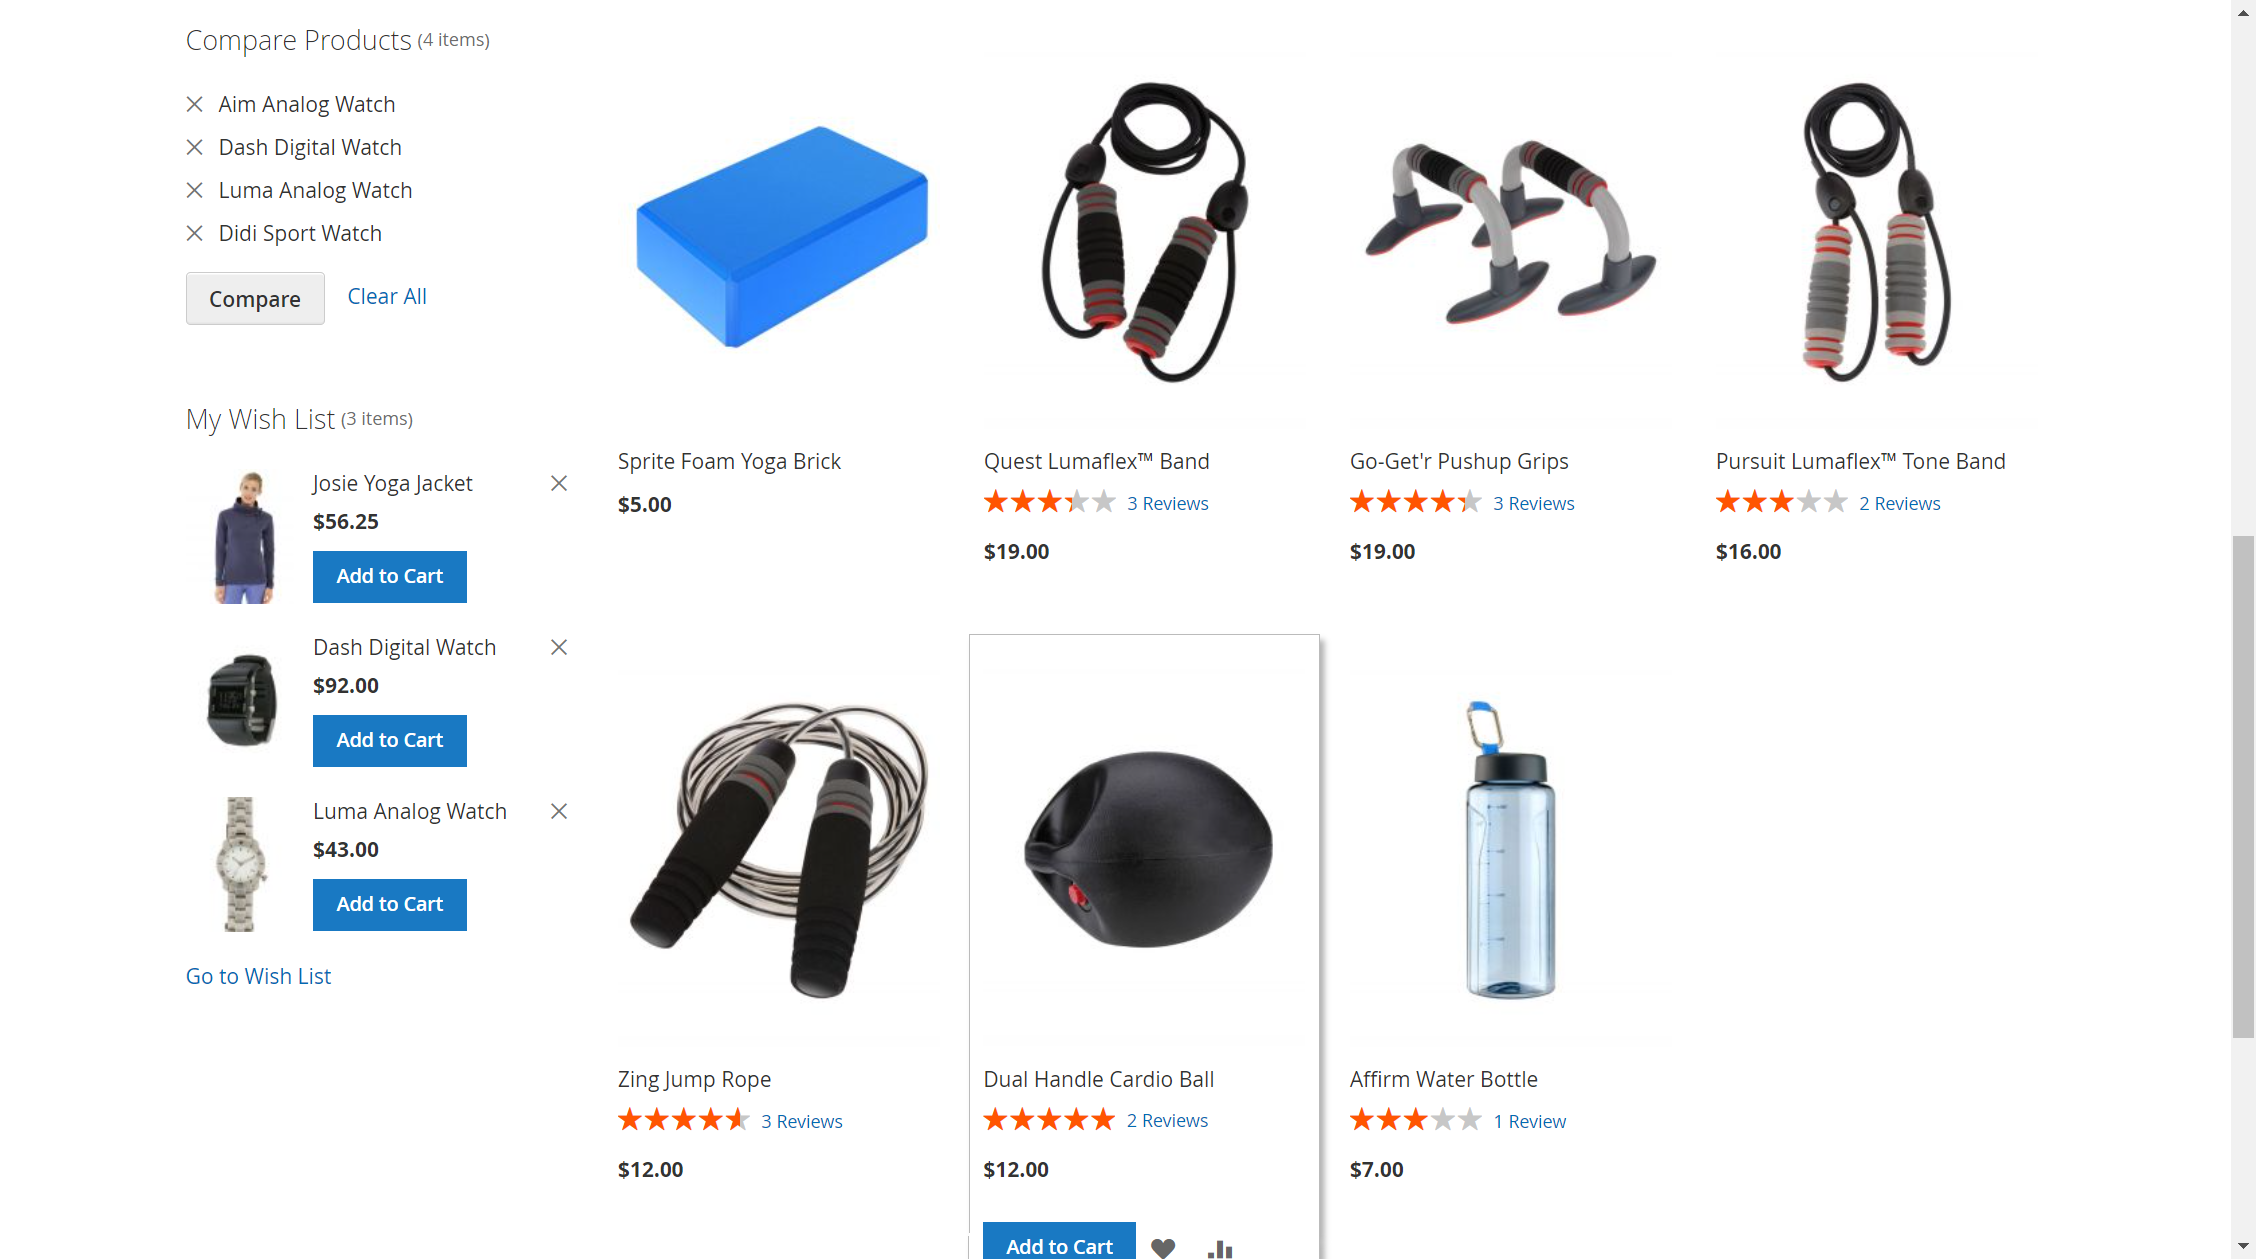 Compare Products (4 items)
Aim Analog Watch
Dash Digital Watch
Luma Analog Watch
Didi Sport Watch
Compare
Clear All
My Wish List (3 items)
Josie Yoga Jacket
$56.25
Add to Cart
Dash Digital Watch
$92.00
Add to Cart
Luma Analog Watch
$43.00
Add to Cart
Go to Wish List
Sprite Foam Yoga Brick
$5.00
Quest Lumaflex™ Band
3 Reviews
$19.00
Go-Get'r Pushup Grips
3 Reviews
$19.00
Pursuit Lumaflex™ Tone Band
2 Reviews
$16.00
Zing Jump Rope
3 Reviews
$12.00
Dual Handle Cardio Ball
2 Reviews
$12.00
Add to Cart
Affirm Water Bottle
1 Review
$7.00